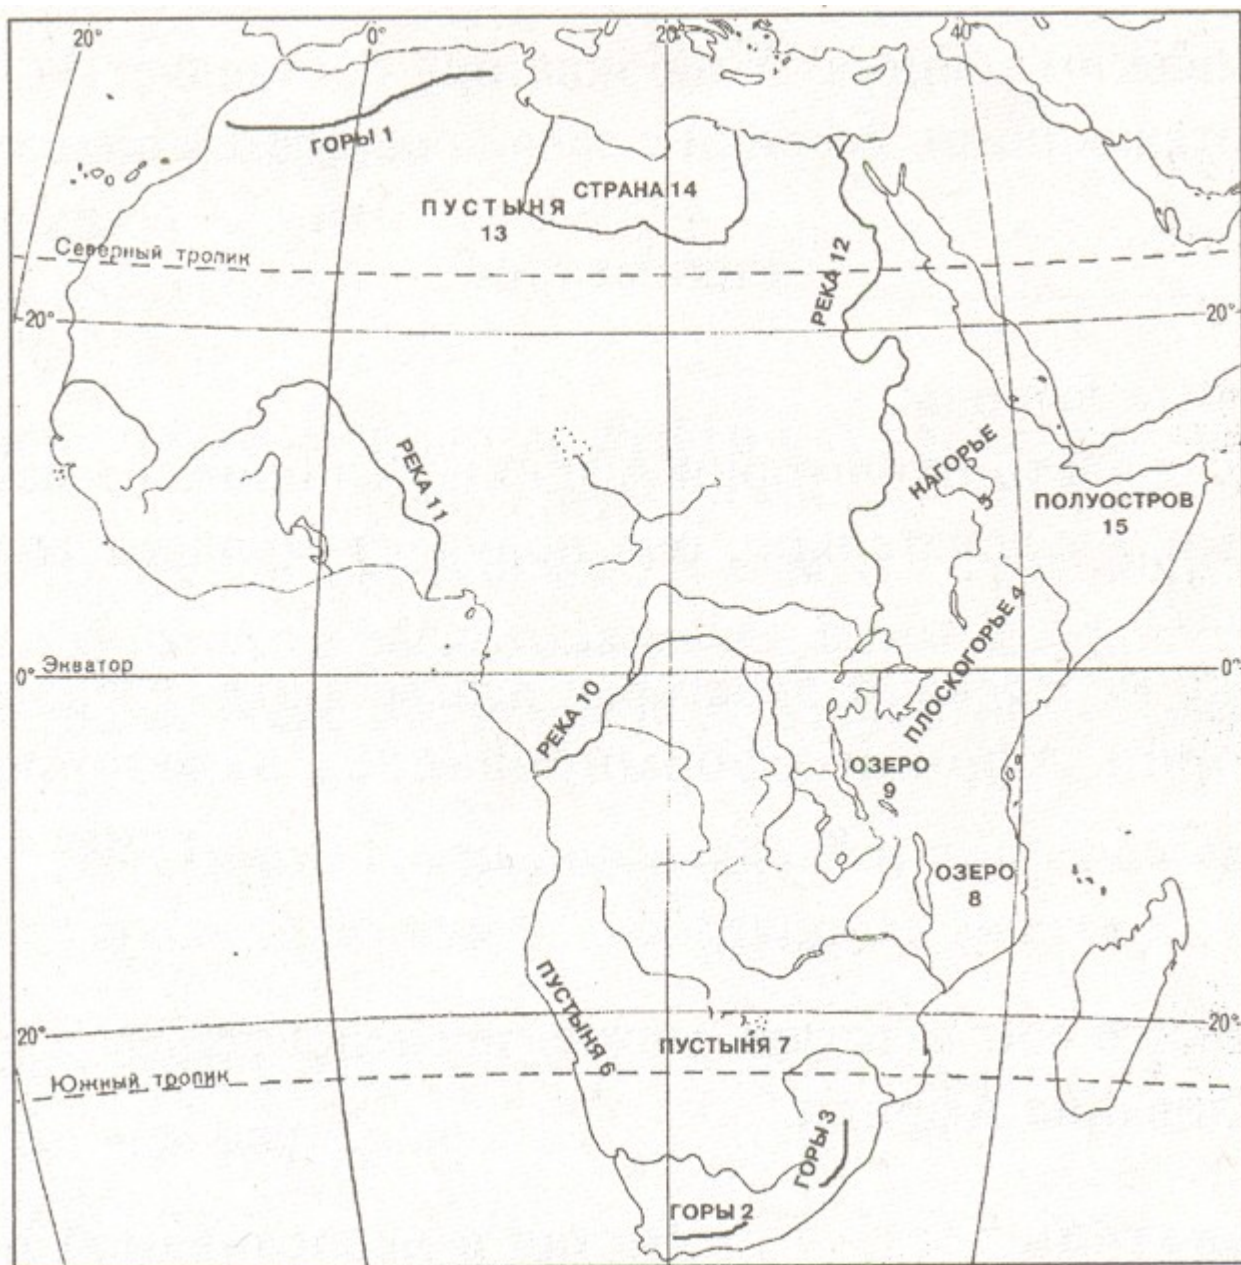 20°
0°
20°
40°
ГОРЫ 1
СТРАНА 14
ПУСТЫНЯ
13
Северный тропик
РЕКА 12
20°
20°
РЕКА 11
НАГОРЬЕ
5
ПОЛУОСТРОВ
15
ПЛОСКОГОРЬЕ 4
0°
Экватор
0°
РЕКА 10
ОЗЕРО
9
ОЗЕРО
8
ПУСТЫНЯ 6
20°
20°
ПУСТЫНЯ 7
Южный тропик
ГОРЫ 3
ГОРЫ 2